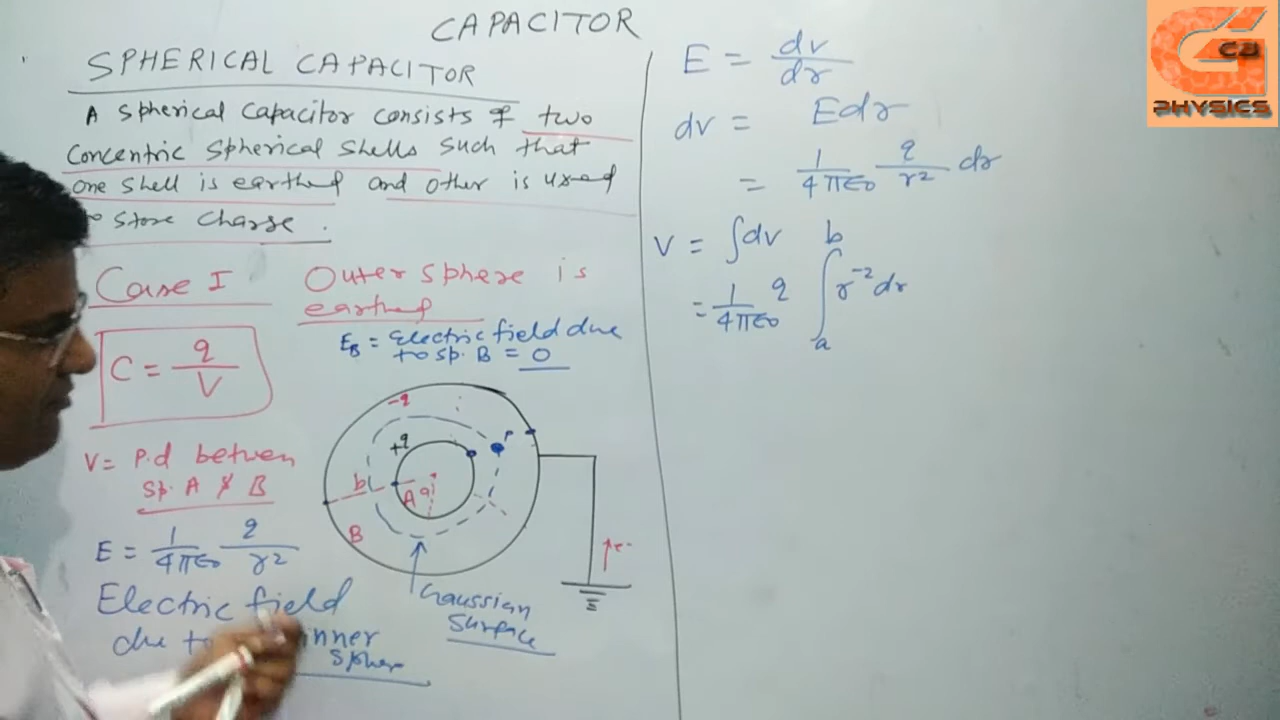 CAPACITOR
SPHERICAL CAPACITOR
A Spherical Capacitor consists of two
Concentric Spherical Shells such that
one shell is earthed and other is used
to store charge.
Case I
Outer sphere is
earthed
C = q/V
E_B = Electric field due
to sp. B = 0
-q
+q
P
b
A
a
B
V = P.d between
sp. A & B
E = 1/4πε₀ q/r²
Electric field
due to inner
Sphere
Gaussian
Surface
e-
E = dv/dr
dv = E dr
= 1/4πε₀ q/r² dr
V = ∫dv
= 1/4πε₀ q ∫ₐᵇ r⁻² dr
G
CBJ
PHYSICS